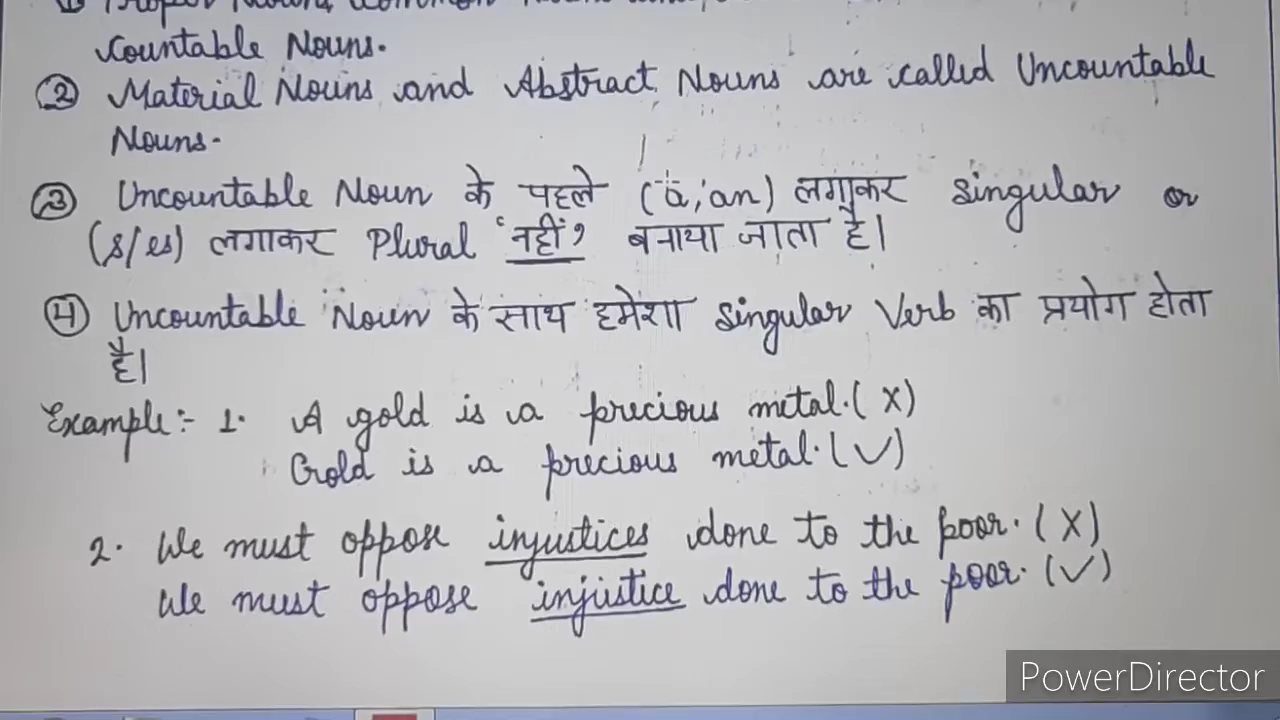 Countable Nouns.
② Material Nouns and Abstract Nouns are called Uncountable
Nouns.
③ Uncountable Noun के पहले (a, an) लगाकर Singular or
(s/es) लगाकर Plural 'नहीं' बनाया जाता है।
④ Uncountable Noun के साथ हमेशा Singular Verb का प्रयोग होता
है।
Example:- 1. A gold is a precious metal. (X)
Gold is a precious metal. (✓)
2. We must oppose injustices done to the poor. (X)
We must oppose injustice done to the poor. (✓)
PowerDirector